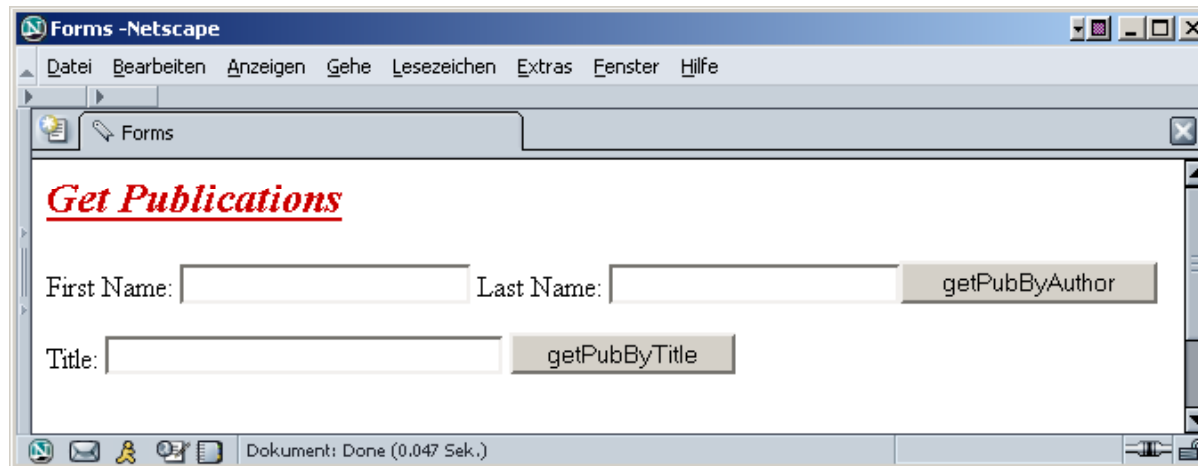 Forms -Netscape
Datei Bearbeiten Anzeigen Gehe Lesezeichen Extras Fenster Hilfe
Forms
Get Publications
First Name: Last Name: getPubByAuthor
Title: getPubByTitle
Dokument: Done (0.047 Sek.)